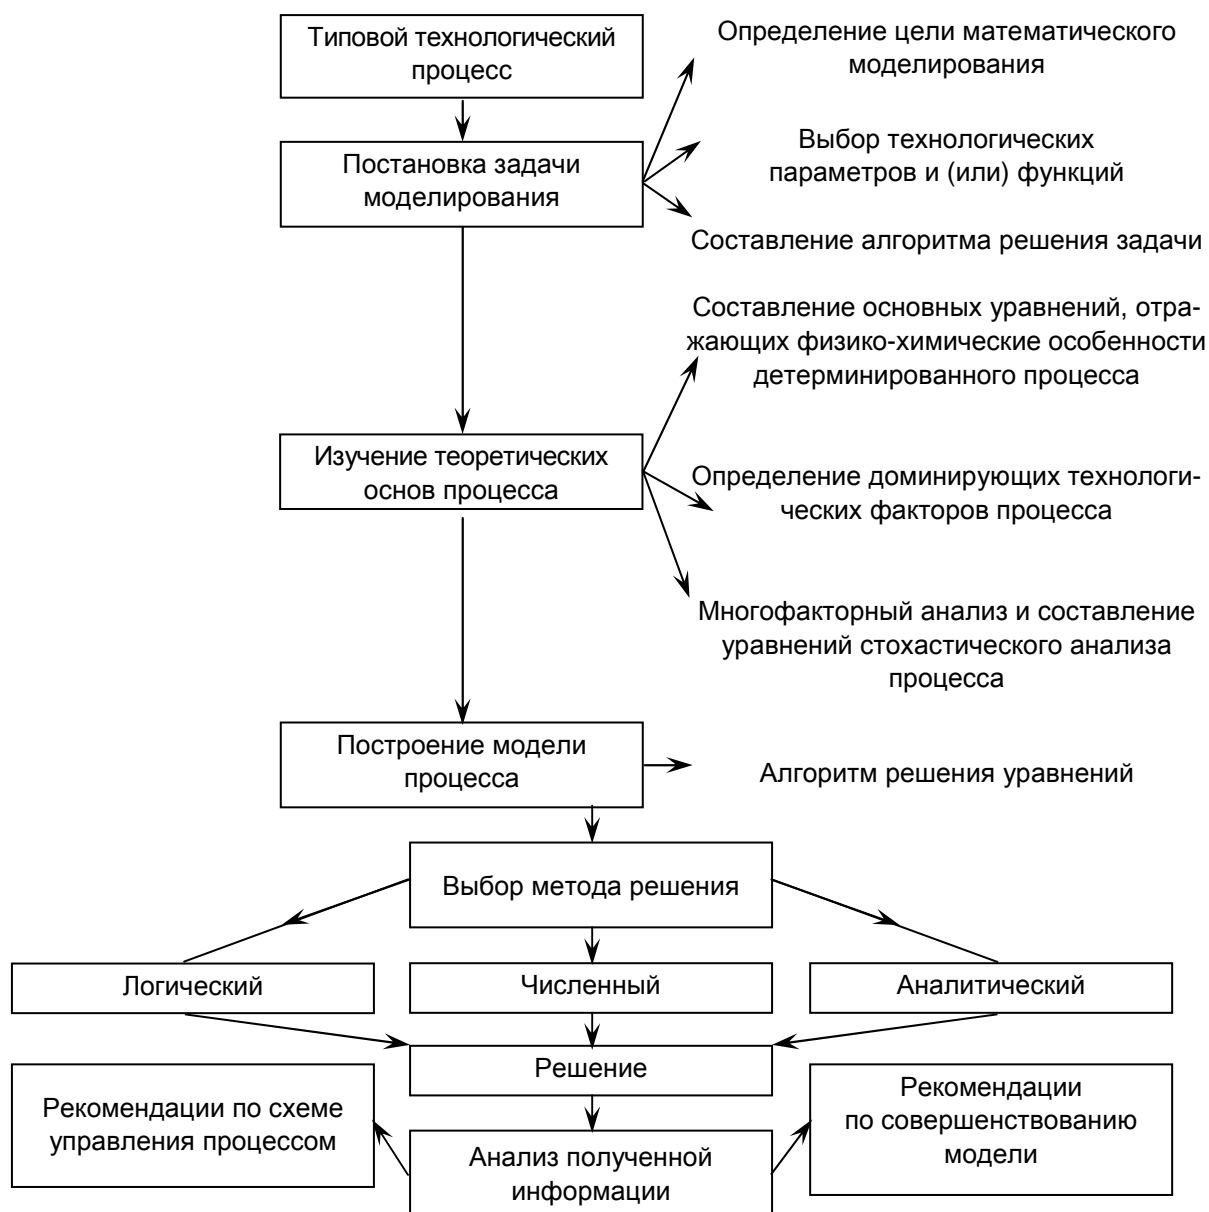 Типовой технологический
процесс
Определение цели математического
моделирования
Выбор технологических
параметров и (или) функций
Постановка задачи
моделирования
Составление алгоритма решения задачи
Составление основных уравнений, отра-
жающих физико-химические особенности
детерминированного процесса
Изучение теоретических
основ процесса
Определение доминирующих технологи-
ческих факторов процесса
Многофакторный анализ и составление
уравнений стохастического анализа
процесса
Построение модели
процесса
Алгоритм решения уравнений
Выбор метода решения
Логический
Численный
Аналитический
Решение
Рекомендации по схеме
управления процессом
Рекомендации
по совершенствованию
модели
Анализ полученной
информации